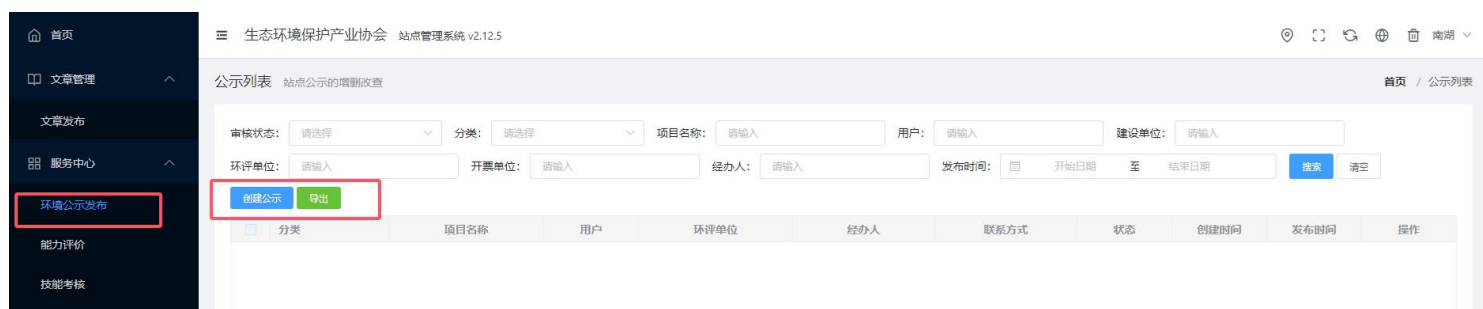 首页
文章管理
文章发布
服务中心
环境公示发布
能力评价
技能考核
生态环境保护产业协会 站点管理系统 v2.12.5
南湖
公示列表 站点公示的增删改查
首页 / 公示列表
审核状态: 请选择 分类: 请选择 项目名称: 请输入 用户: 请输入 建设单位: 请输入
环评单位: 请输入 开票单位: 请输入 经办人: 请输入 发布时间: 开始日期 至 结束日期 搜索 清空
创建公示 导出
分类 项目名称 用户 环评单位 经办人 联系方式 状态 创建时间 发布时间 操作